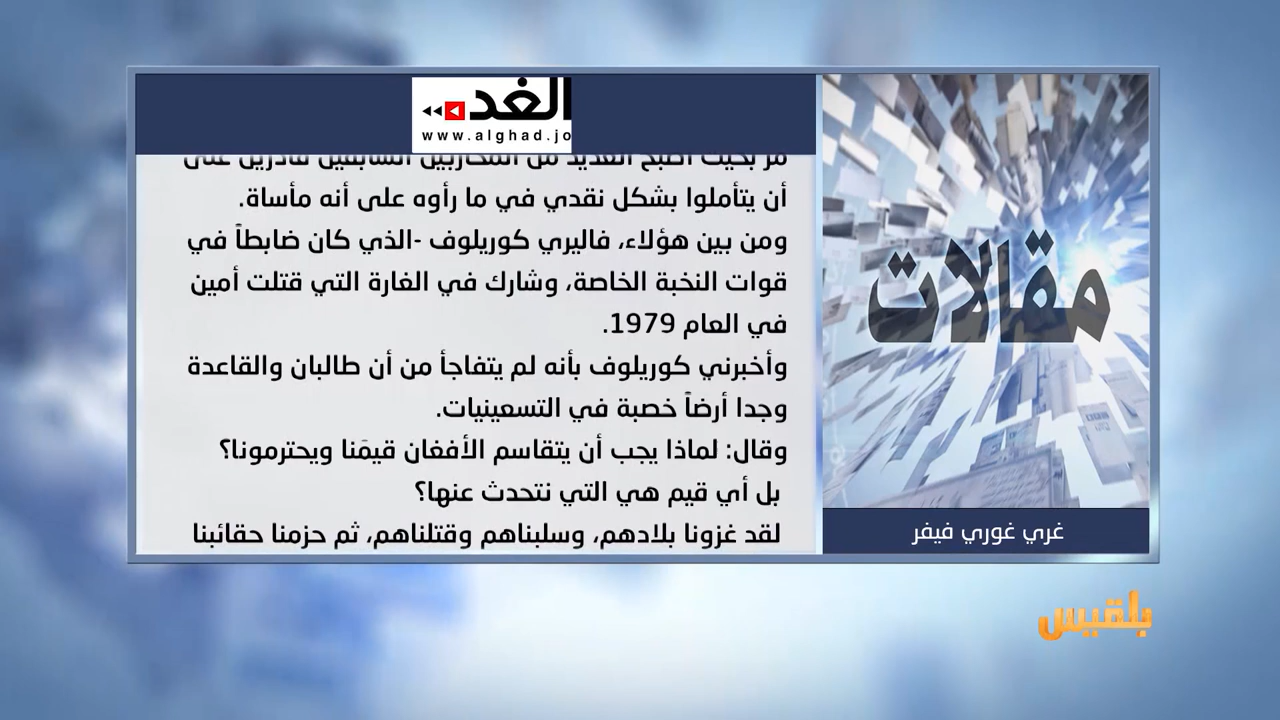 الغد
www.alghad.jo
أن يتأملوا بشكل نقدي في ما رأوه على أنه مأساة.
ومن بين هؤلاء، فاليري كوريلوف -الذي كان ضابطاً في
قوات النخبة الخاصة، وشارك في الغارة التي قتلت أمين
في العام 1979.
وأخبرني كوريلوف بأنه لم يتفاجأ من أن طالبان والقاعدة
وجدا أرضاً خصبة في التسعينيات.
وقال: لماذا يجب أن يتقاسم الأفغان قيمَنا ويحترمونا؟
بل أي قيم هي التي نتحدث عنها؟
لقد غزونا بلادهم، وسلبناهم وقتلناهم، ثم حزمنا حقائبنا
مقالات
غري غوري فيفر
بلقيس